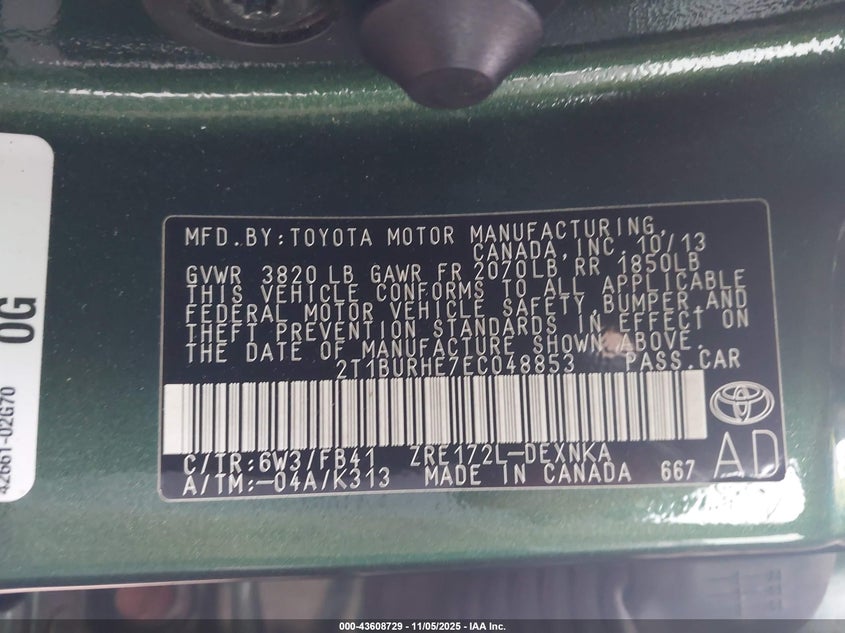 MFD.BY:TOYOTA MOTOR MANUFACTURING,
CANADA,INC. 10/13
GVWR 3820 LB GAWR FR 2070LB RR 1850LB
THIS VEHICLE CONFORMS TO ALL APPLICABLE
FEDERAL MOTOR VEHICLE SAFETY,BUMPER,AND
THEFT PREVENTION STANDARDS IN EFFECT ON
THE DATE OF MANUFACTURE SHOWN ABOVE.
2T1BURHE7EC048853 PASS.CAR
C/TR:6W3/FB41 ZRE172L-DEXNKA
A/TM:-04A/K313 MADE IN CANADA 667
AD
0G
42661-02G70
000-43608729 - 11/05/2025 - IAA Inc.